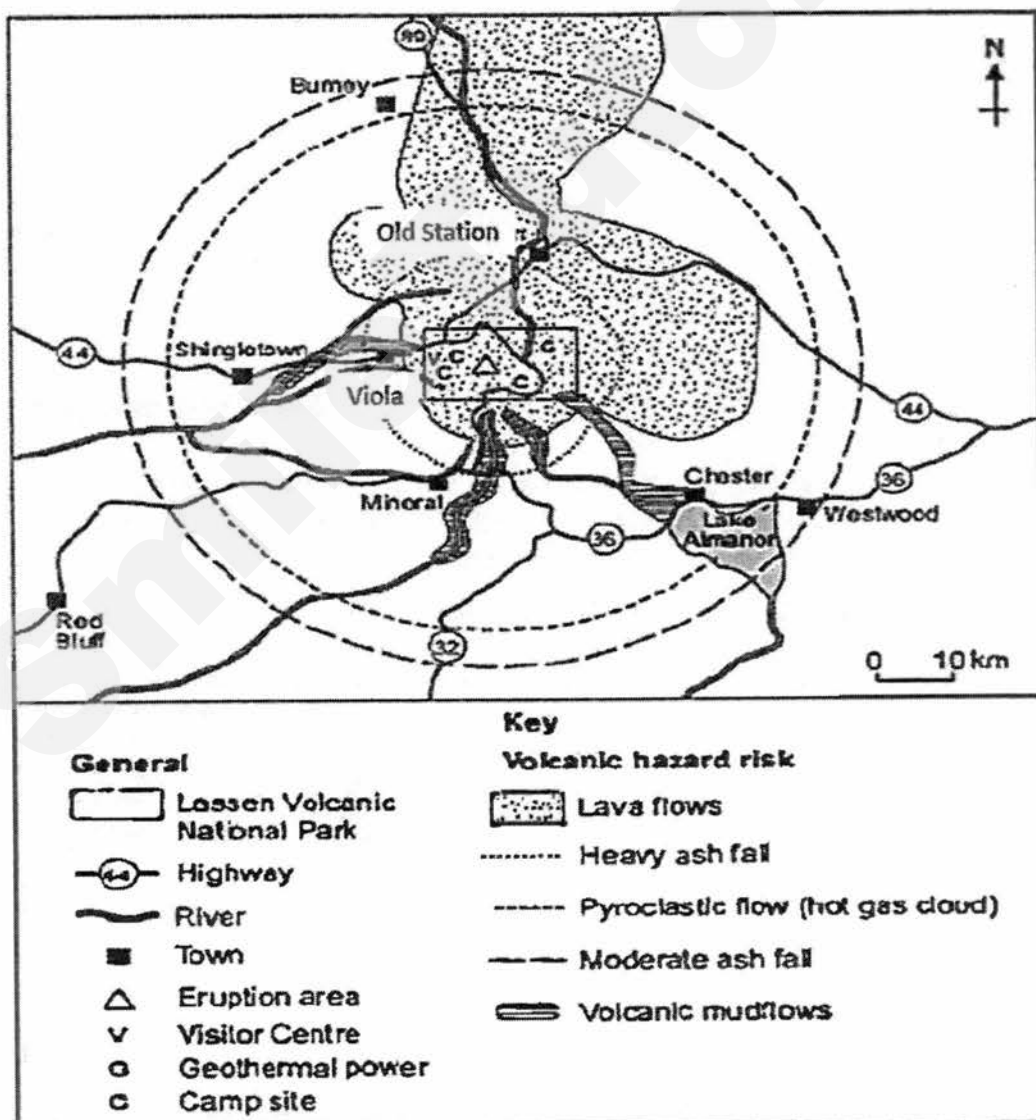 89
N
Burney
Old Station
44
Shingletown
V
C
C
G
C
Viola
44
Mineral
Chester
36
Westwood
Lake
Almanor
36
Red
Bluff
32
0 10 km
Key
General
Volcanic hazard risk
Lassen Volcanic
National Park
Lava flows
Heavy ash fall
44 Highway
River
Pyroclastic flow (hot gas cloud)
Town
Moderate ash fall
Eruption area
Volcanic mudflows
V Visitor Centre
G Geothermal power
C Camp site